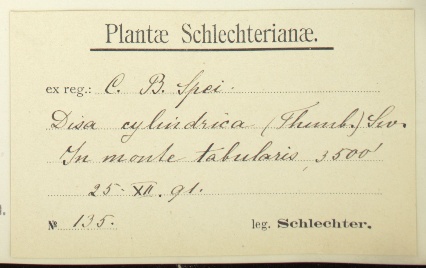 Plantæ Schlechterianæ.
ex reg.: C. B. Spei.
Disa cylindrica (Thunb.) Sw.
In monte tabularis, 3500'
25. XII. 91.
№ 135. leg. Schlechter.